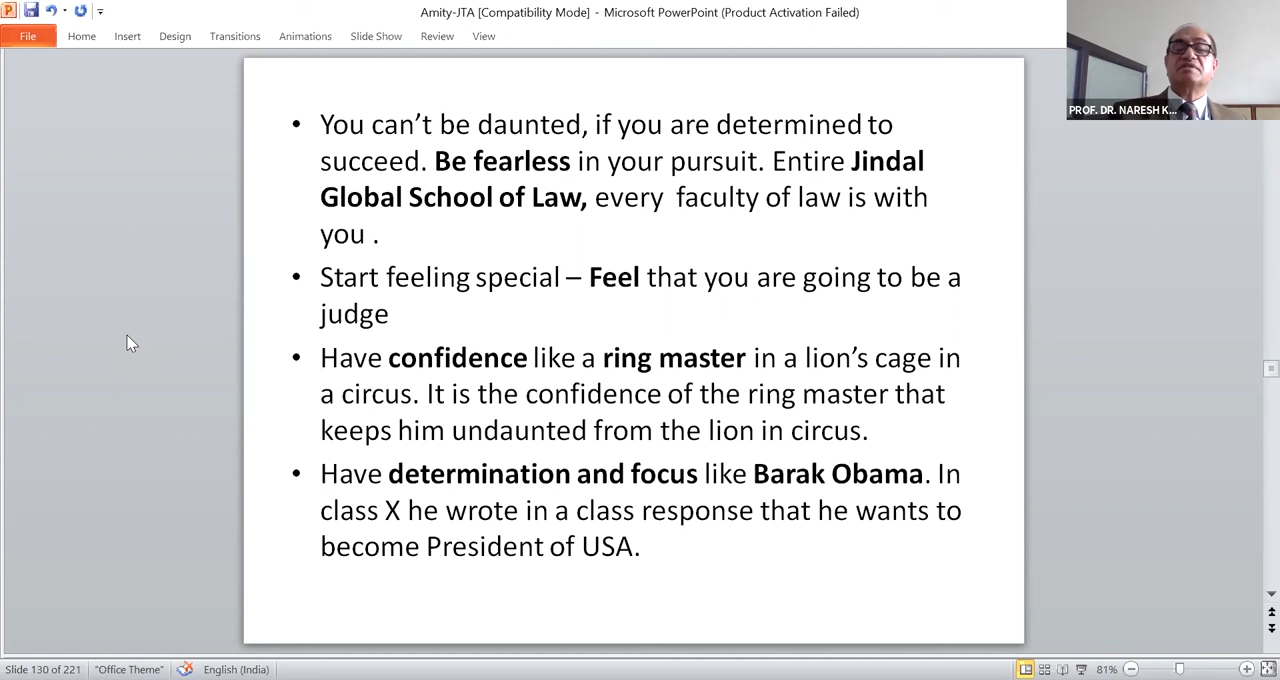 Amity-JTA [Compatibility Mode] - Microsoft PowerPoint (Product Activation Failed)
File Home Insert Design Transitions Animations Slide Show Review View
PROF. DR. NARESH K...
• You can’t be daunted, if you are determined to
succeed. Be fearless in your pursuit. Entire Jindal
Global School of Law, every faculty of law is with
you .
• Start feeling special – Feel that you are going to be a
judge
• Have confidence like a ring master in a lion’s cage in
a circus. It is the confidence of the ring master that
keeps him undaunted from the lion in circus.
• Have determination and focus like Barak Obama. In
class X he wrote in a class response that he wants to
become President of USA.
Slide 130 of 221 "Office Theme" English (India) 81%